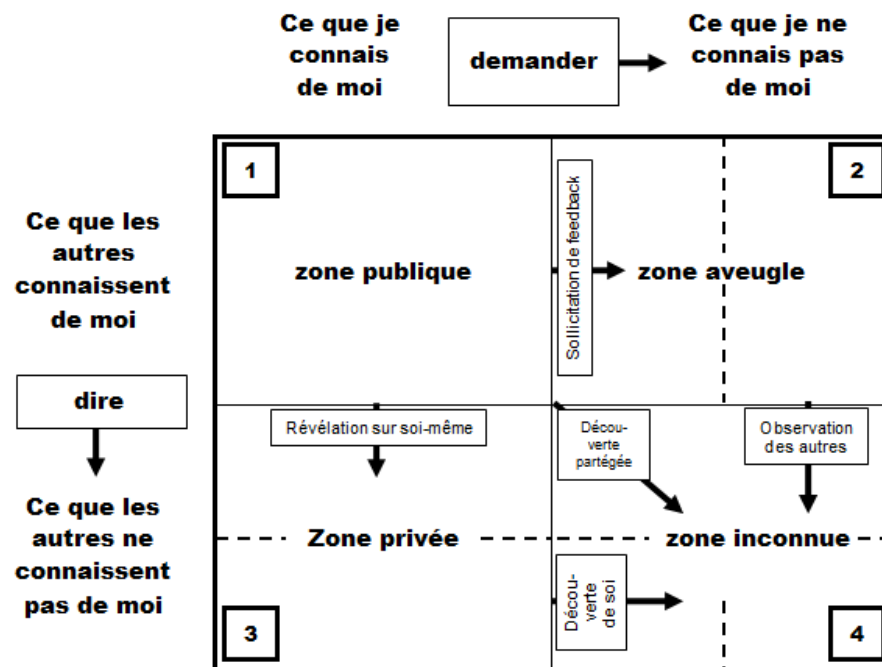 Ce que je
connais
de moi
demander
Ce que je ne
connais pas
de moi
1
2
Ce que les
autres
connaissent
de moi
zone publique
Sollicitation de feedback
zone aveugle
dire
Révélation sur soi-même
Décou-
verte
partégée
Observation
des autres
Ce que les
autres ne
connaissent
pas de moi
Zone privée
zone inconnue
Décou-
verte
de soi
3
4